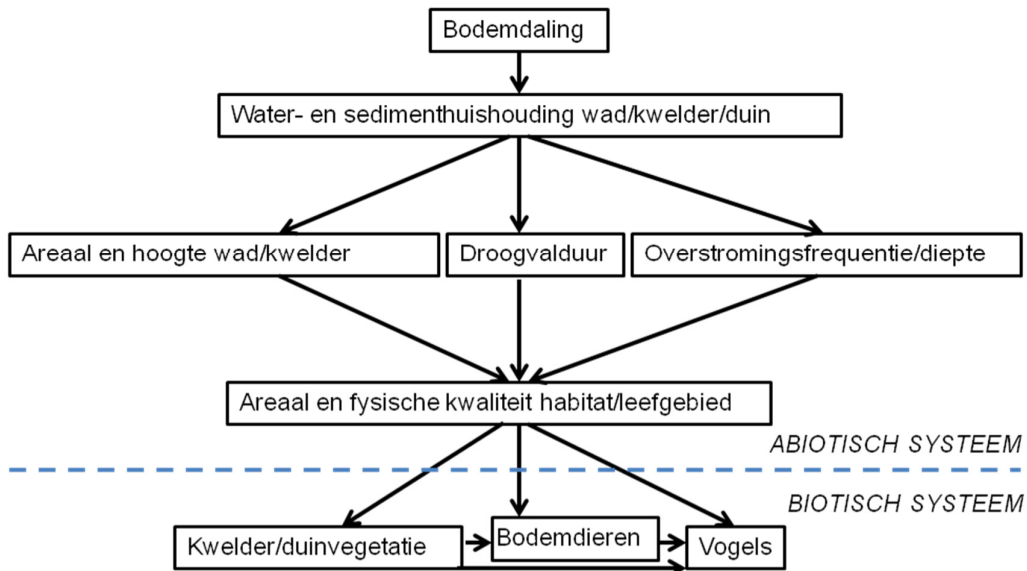 Bodemdaling
Water- en sedimenthuishouding wad/kwelder/duin
Areaal en hoogte wad/kwelder
Droogvalduur
Overstromingsfrequentie/diepte
Areaal en fysische kwaliteit habitat/leefgebied
ABIOTISCH SYSTEEM
BIOTISCH SYSTEEM
Kwelder/duinvegetatie
Bodemdieren
Vogels